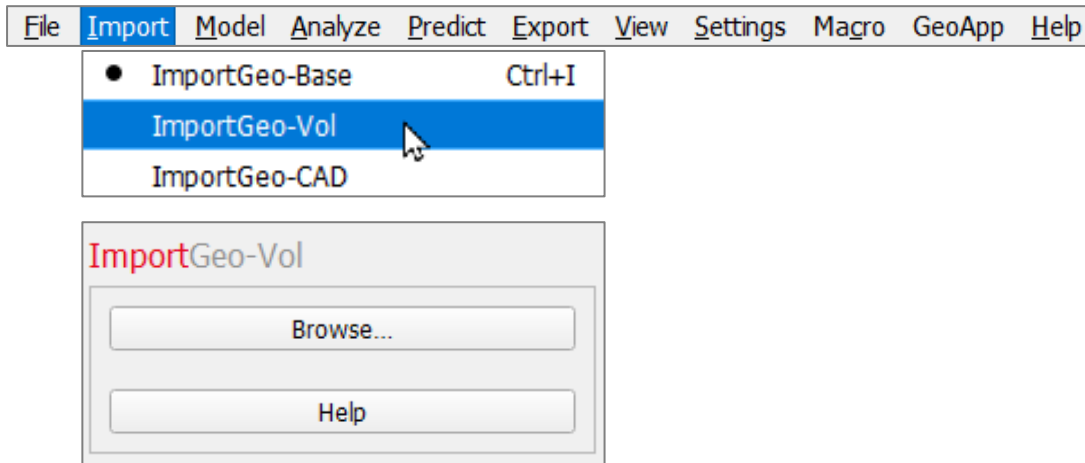 File Import Model Analyze Predict Export View Settings Macro GeoApp Help
ImportGeo-Base Ctrl+I
ImportGeo-Vol
ImportGeo-CAD
ImportGeo-Vol
Browse...
Help